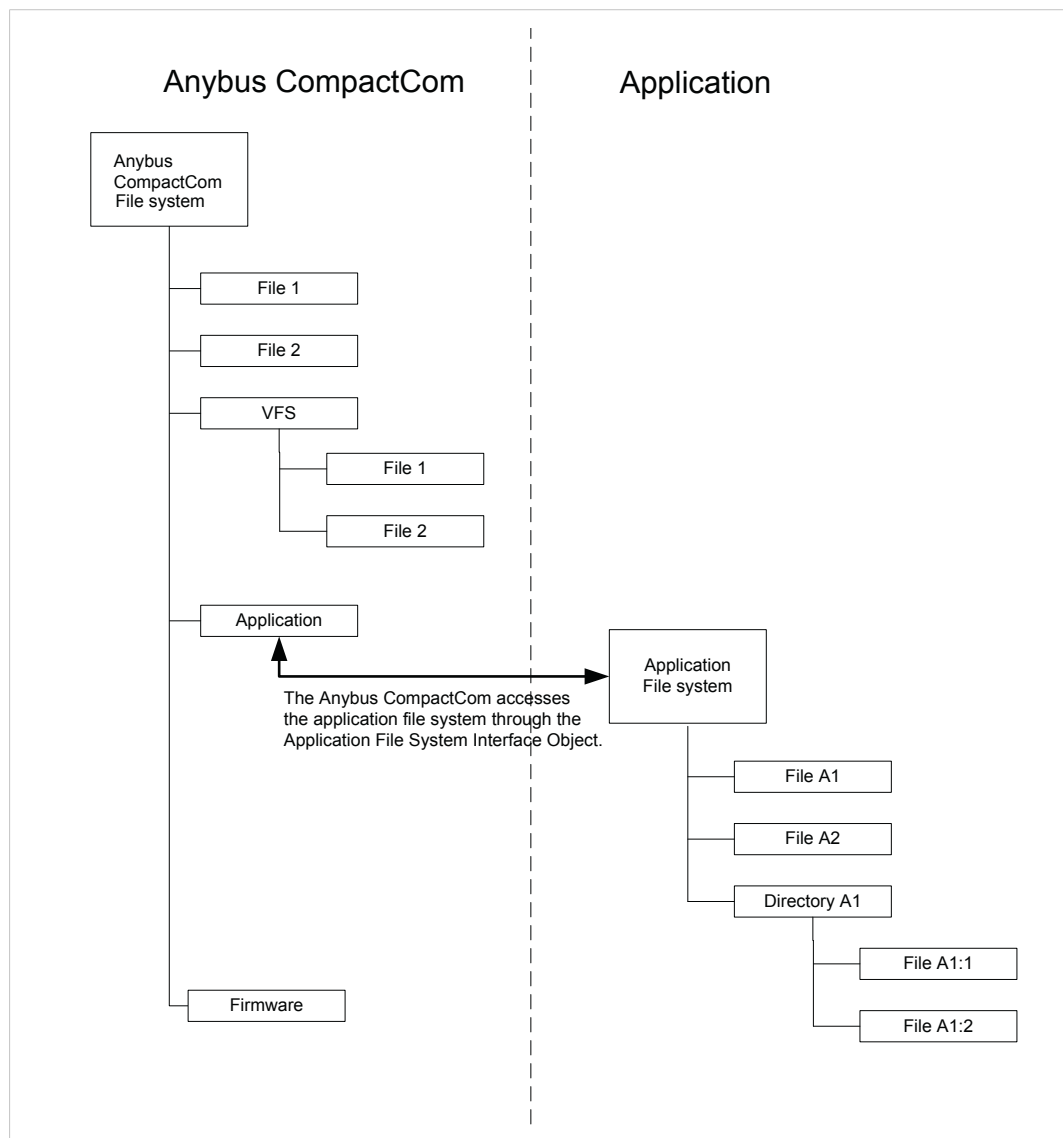 Anybus CompactCom
Application
Anybus
CompactCom
File system
File 1
File 2
VFS
File 1
File 2
Application
The Anybus CompactCom accesses
the application file system through the
Application File System Interface Object.
Application
File system
File A1
File A2
Directory A1
File A1:1
File A1:2
Firmware